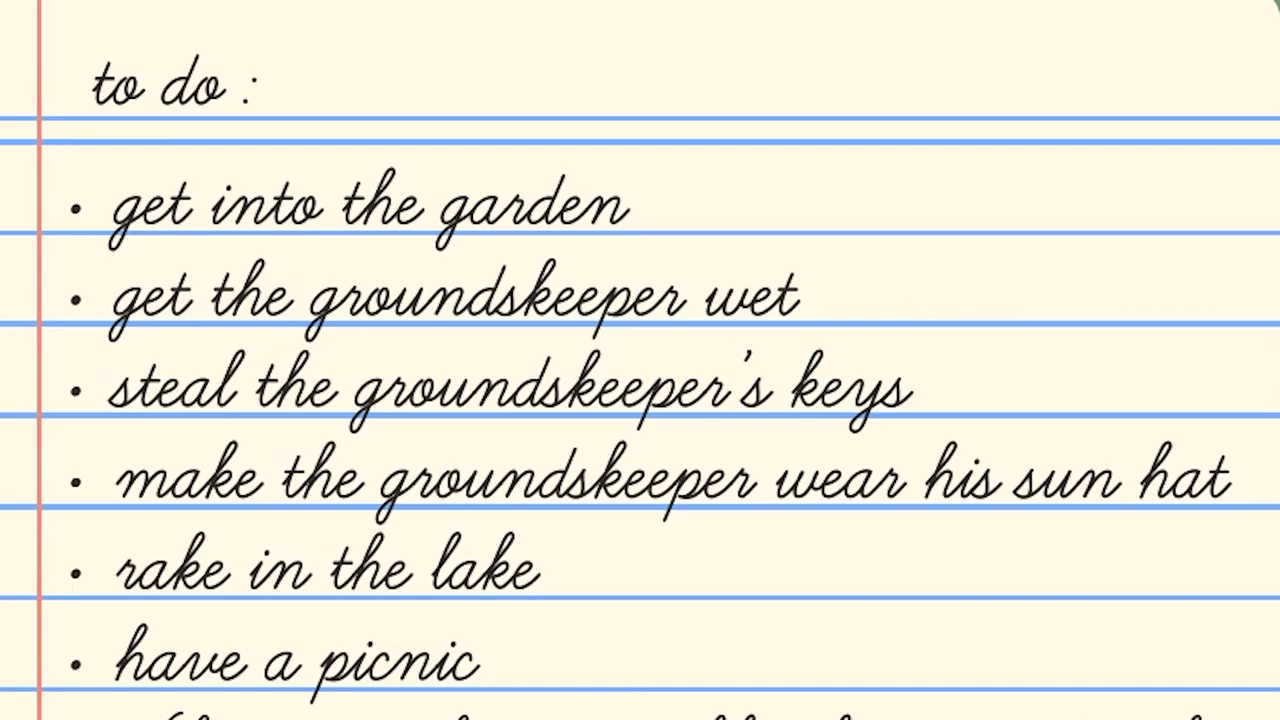 to do :
• get into the garden
• get the groundskeeper wet
• steal the groundskeeper's keys
• make the groundskeeper wear his sun hat
• rake in the lake
• have a picnic